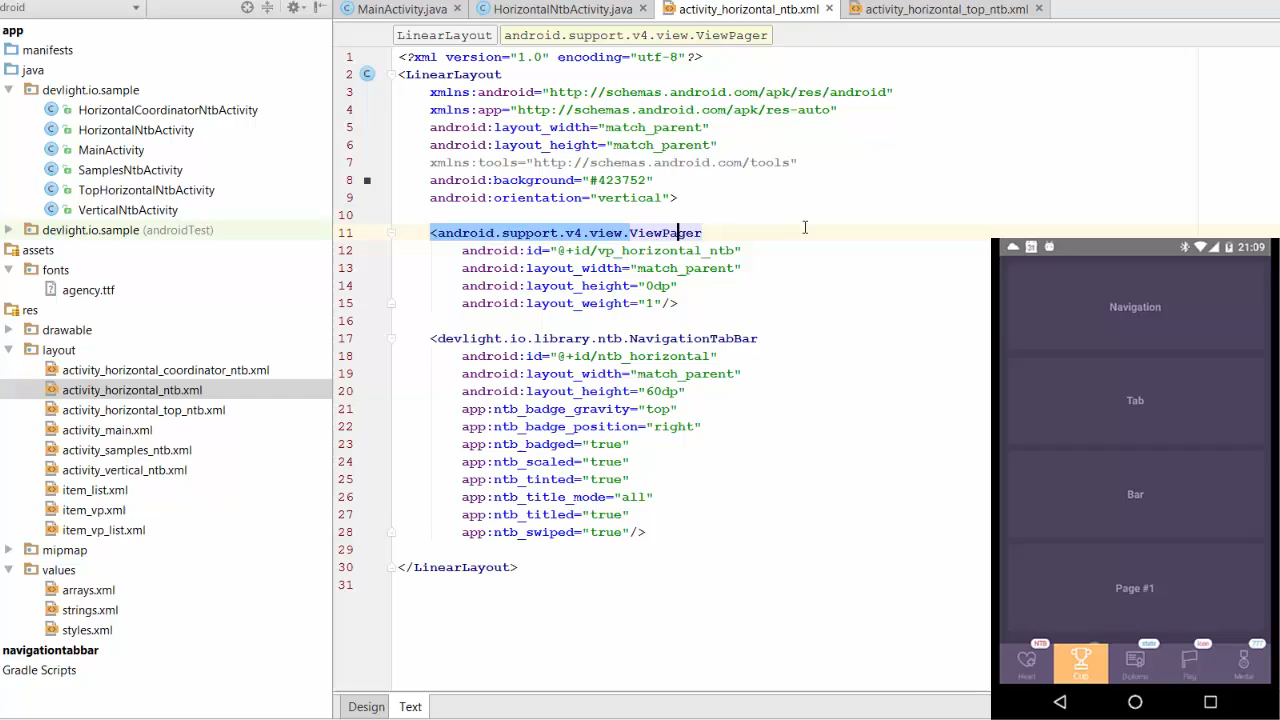 droid
MainActivity.java
HorizontalNtbActivity.java
activity_horizontal_ntb.xml
activity_horizontal_top_ntb.xml
app
manifests
java
devlight.io.sample
HorizontalCoordinatorNtbActivity
HorizontalNtbActivity
MainActivity
SamplesNtbActivity
TopHorizontalNtbActivity
VerticalNtbActivity
devlight.io.sample (androidTest)
assets
fonts
agency.ttf
res
drawable
layout
activity_horizontal_coordinator_ntb.xml
activity_horizontal_ntb.xml
activity_horizontal_top_ntb.xml
activity_main.xml
activity_samples_ntb.xml
activity_vertical_ntb.xml
item_list.xml
item_vp.xml
item_vp_list.xml
mipmap
values
arrays.xml
strings.xml
styles.xml
navigationtabbar
Gradle Scripts
LinearLayout
android.support.v4.view.ViewPager
1 <?xml version="1.0" encoding="utf-8"?>
2 <LinearLayout
3 xmlns:android="http://schemas.android.com/apk/res/android"
4 xmlns:app="http://schemas.android.com/apk/res-auto"
5 android:layout_width="match_parent"
6 android:layout_height="match_parent"
7 xmlns:tools="http://schemas.android.com/tools"
8 android:background="#423752"
9 android:orientation="vertical">
10
11 <android.support.v4.view.ViewPager
12 android:id="@+id/vp_horizontal_ntb"
13 android:layout_width="match_parent"
14 android:layout_height="0dp"
15 android:layout_weight="1"/>
16
17 <devlight.io.library.ntb.NavigationTabBar
18 android:id="@+id/ntb_horizontal"
19 android:layout_width="match_parent"
20 android:layout_height="60dp"
21 app:ntb_badge_gravity="top"
22 app:ntb_badge_position="right"
23 app:ntb_badged="true"
24 app:ntb_scaled="true"
25 app:ntb_tinted="true"
26 app:ntb_title_mode="all"
27 app:ntb_titled="true"
28 app:ntb_swiped="true"/>
29
30 </LinearLayout>
31
Design
Text
31
21:09
Navigation
Tab
Bar
Page #1
NTB
state
icon
777
Heart
Cup
Diploma
Flag
Medal